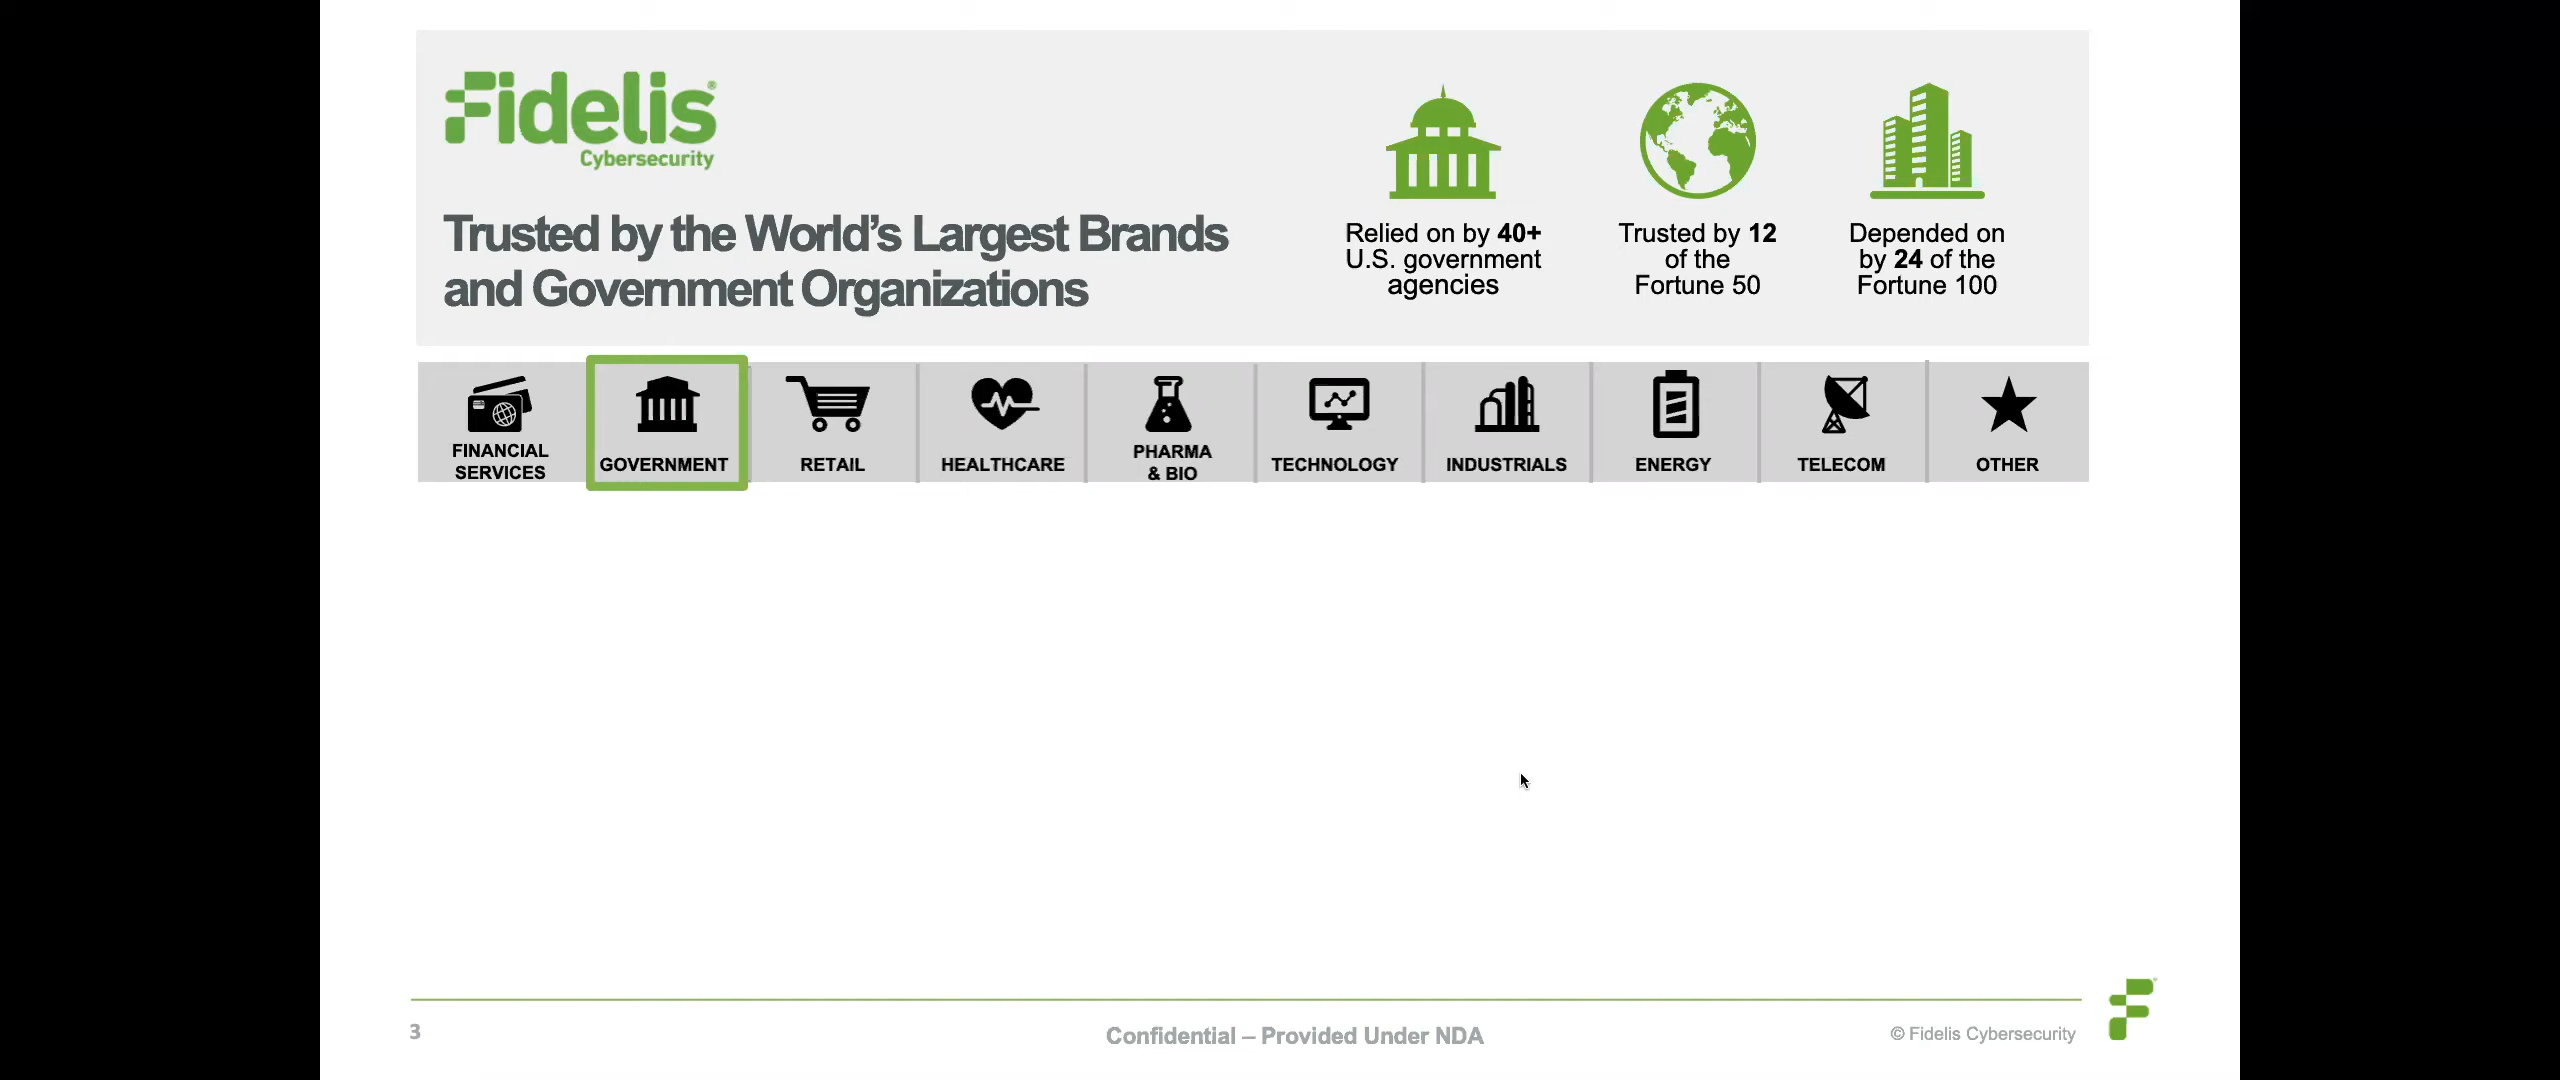 Fidelis®
Cybersecurity
Trusted by the World's Largest Brands
and Government Organizations
Relied on by 40+
U.S. government
agencies
Trusted by 12
of the
Fortune 50
Depended on
by 24 of the
Fortune 100
FINANCIAL
SERVICES
GOVERNMENT
RETAIL
HEALTHCARE
PHARMA
& BIO
TECHNOLOGY
INDUSTRIALS
ENERGY
TELECOM
OTHER
3
Confidential – Provided Under NDA
© Fidelis Cybersecurity